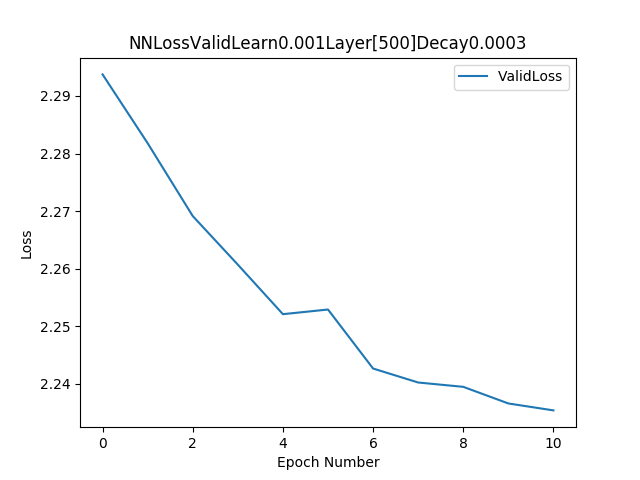 NNLossValidLearn0.001Layer[500]Decay0.0003
ValidLoss
2.29
2.28
2.27
2.26
2.25
2.24
Loss
0 2 4 6 8 10
Epoch Number